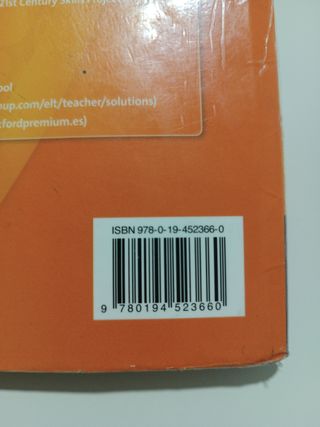 21st Century Skills Project
ool
up.com/elt/teacher/solutions)
fordpremium.es)
ISBN 978-0-19-452366-0
9 780194 523660